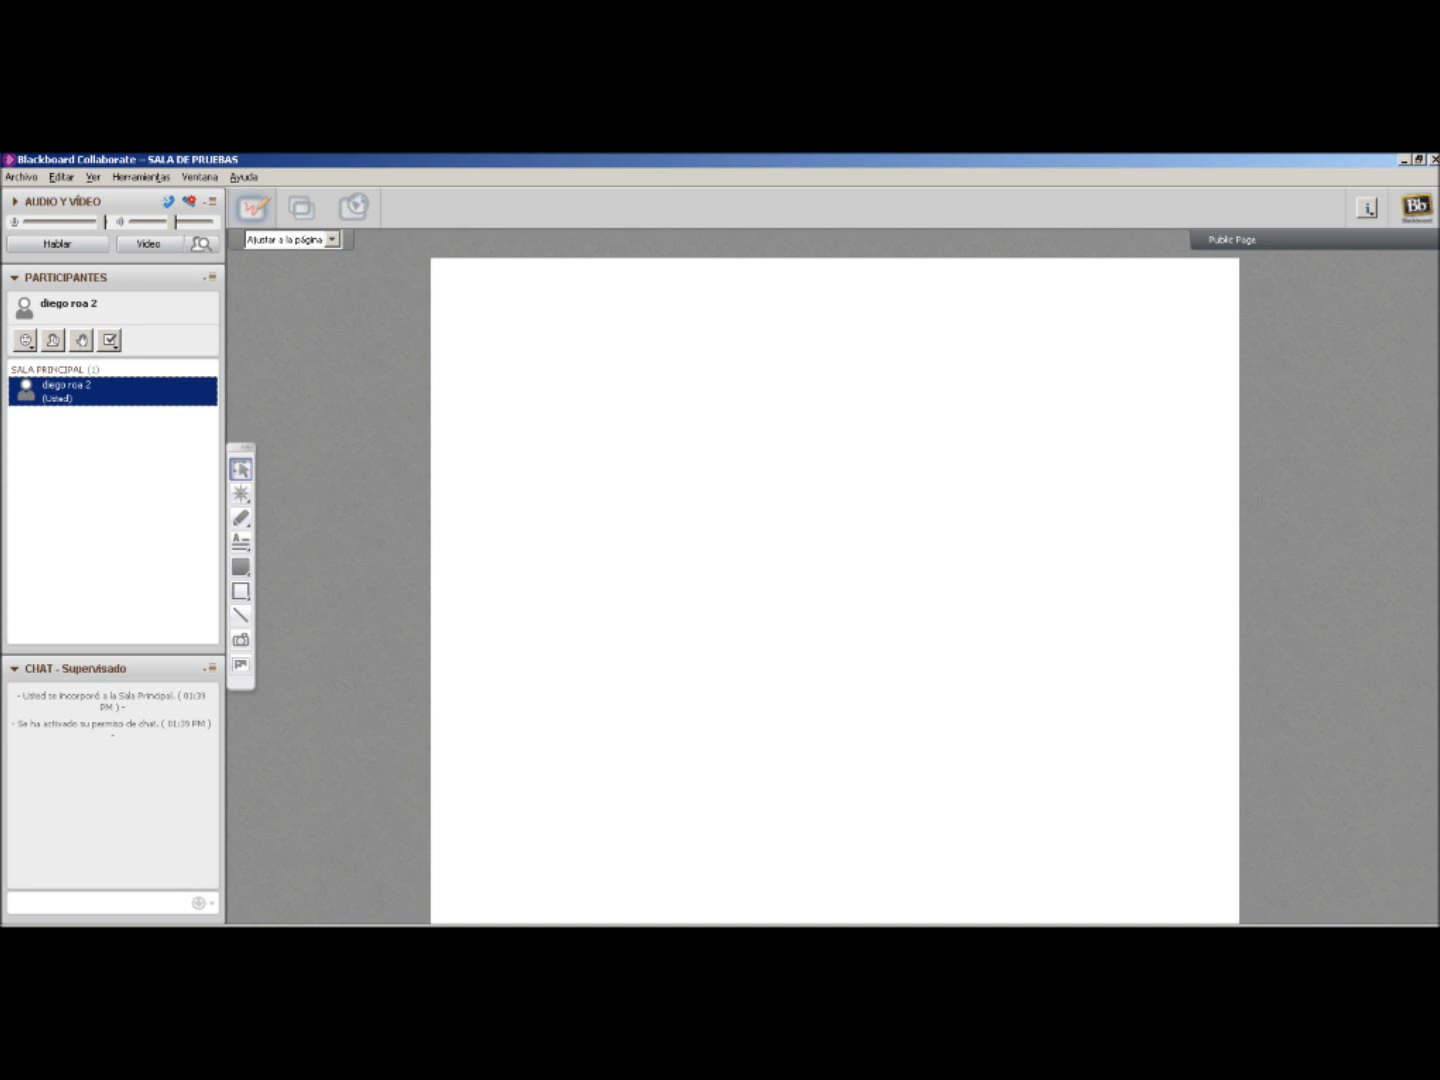 Blackboard Collaborate – SALA DE PRUEBAS
Archivo Editar Ver Herramientas Ventana Ayuda
AUDIO Y VÍDEO
Hablar Video
Ajustar a la página
Public Page
Bb
PARTICIPANTES
diego roa 2
SALA PRINCIPAL (1)
diego roa 2
(Usted)
CHAT - Supervisado
- Usted se incorporó a la Sala Principal. ( 01:39
PM ) -
- Se ha activado su permiso de chat. ( 01:39 PM )
-